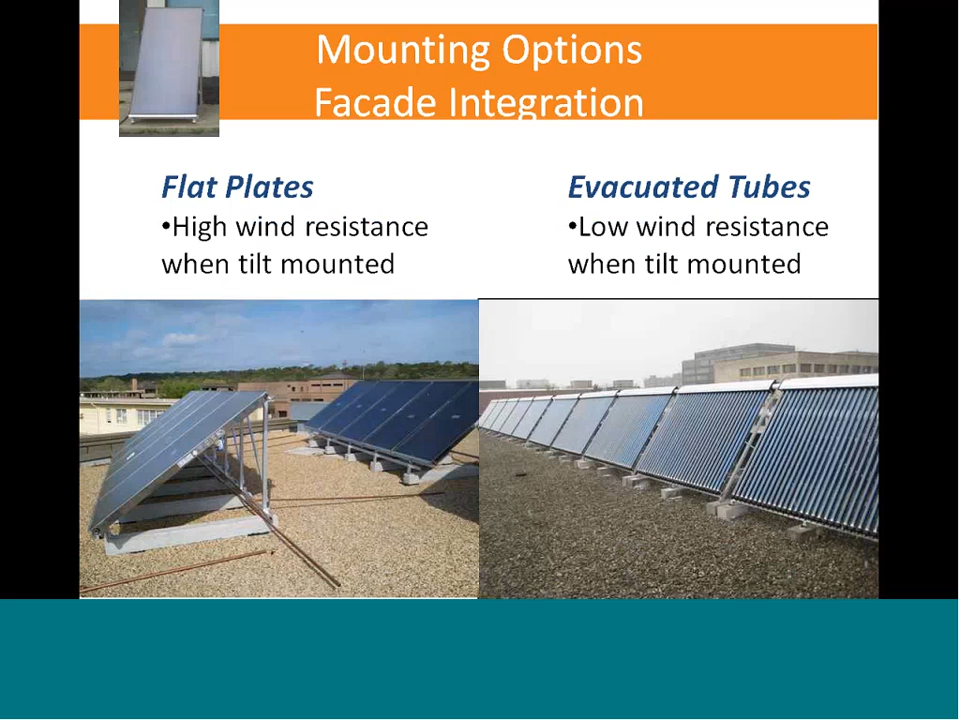 Mounting Options
Facade Integration
Flat Plates
•High wind resistance
when tilt mounted
Evacuated Tubes
•Low wind resistance
when tilt mounted